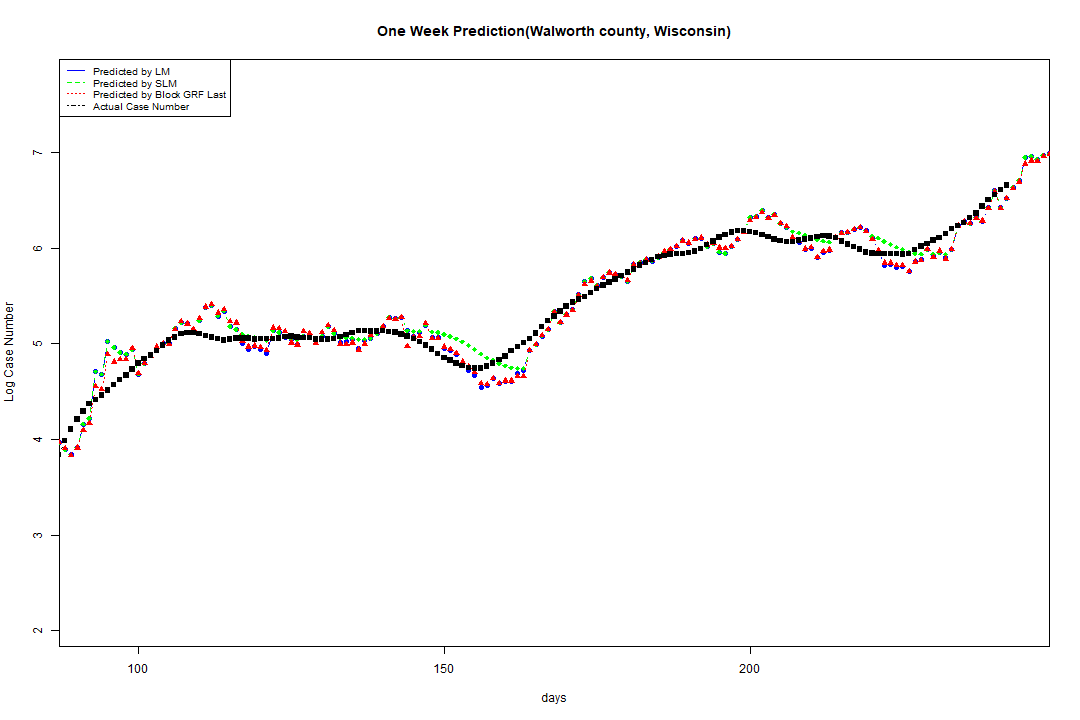 One Week Prediction(Walworth county, Wisconsin)
Predicted by LM
Predicted by SLM
Predicted by Block GRF Last
Actual Case Number
7
6
5
4
3
2
Log Case Number
100 150 200
days